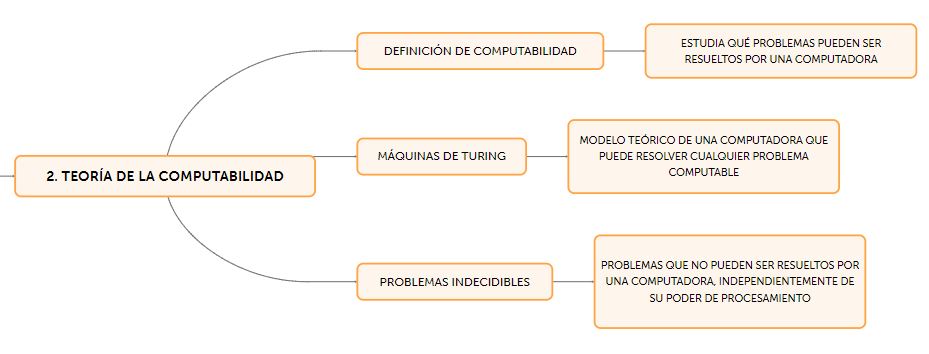 DEFINICIÓN DE COMPUTABILIDAD
ESTUDIA QUÉ PROBLEMAS PUEDEN SER
RESUELTOS POR UNA COMPUTADORA
2. TEORÍA DE LA COMPUTABILIDAD
MÁQUINAS DE TURING
MODELO TEÓRICO DE UNA COMPUTADORA QUE
PUEDE RESOLVER CUALQUIER PROBLEMA
COMPUTABLE
PROBLEMAS INDECIDIBLES
PROBLEMAS QUE NO PUEDEN SER RESUELTOS POR
UNA COMPUTADORA, INDEPENDIENTEMENTE DE
SU PODER DE PROCESAMIENTO